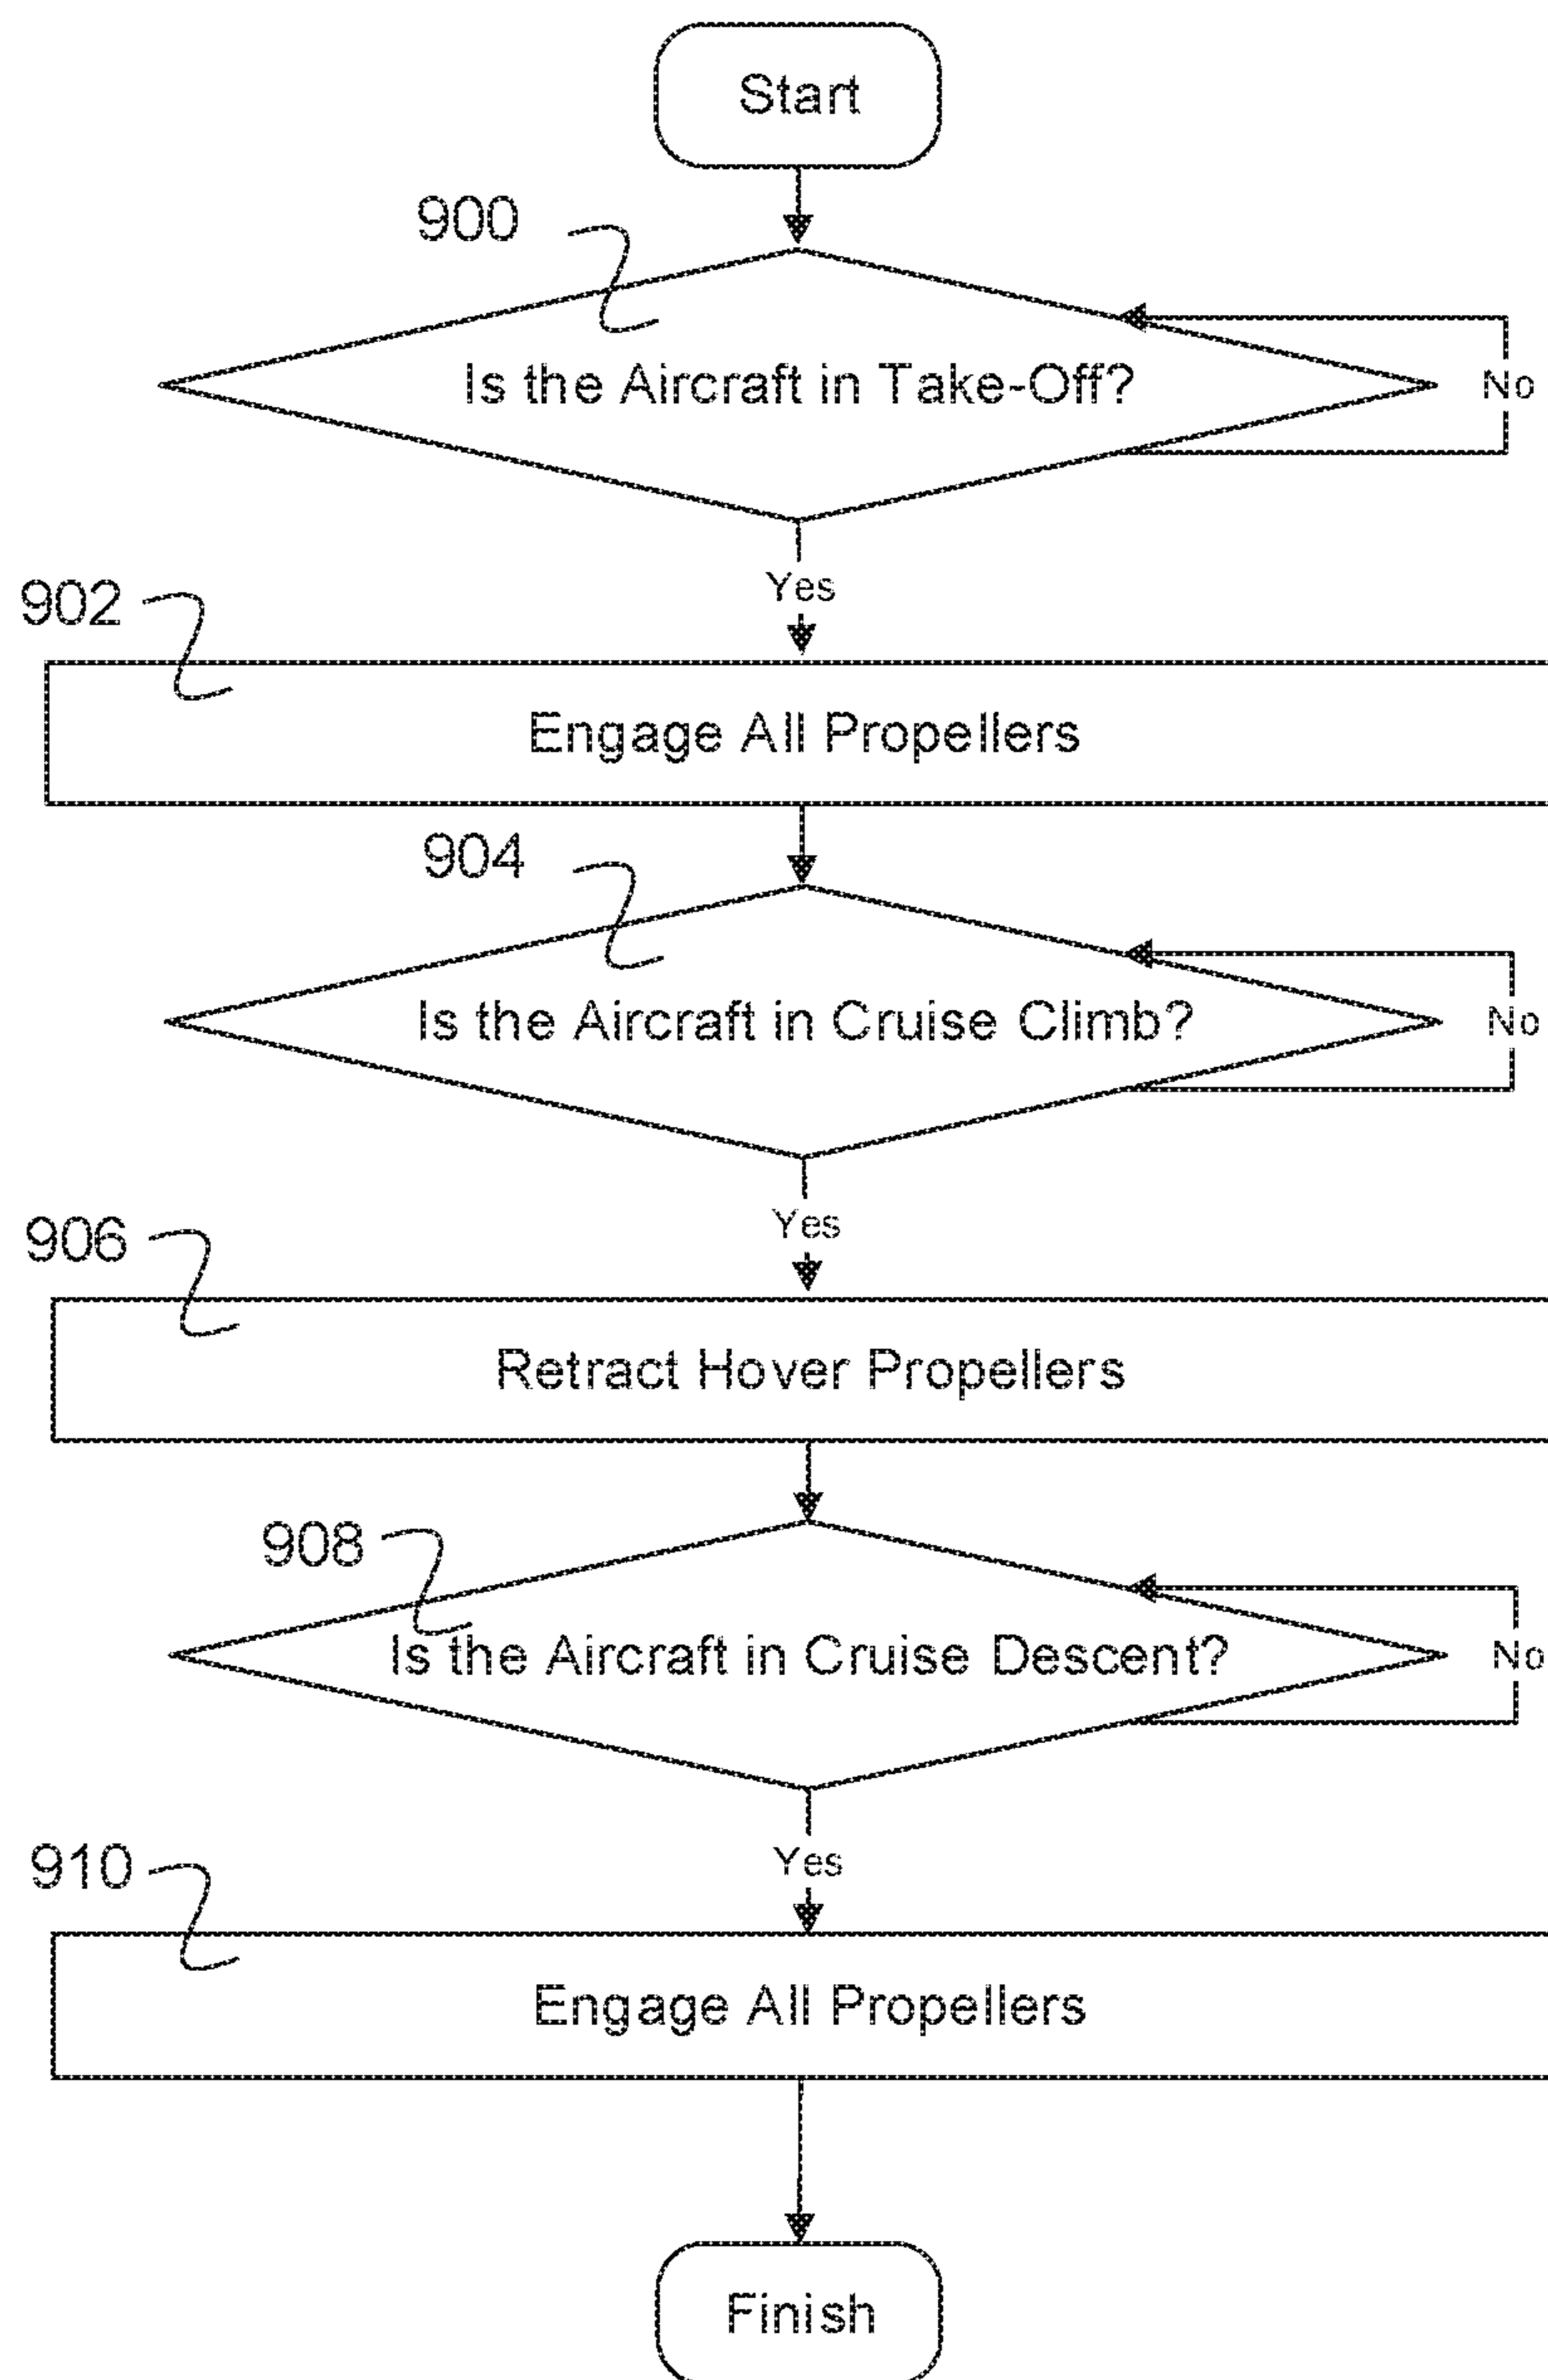 Start
900
Is the Aircraft in Take-Off?
No
Yes
902
Engage All Propellers
904
Is the Aircraft in Cruise Climb?
No
Yes
906
Retract Hover Propellers
908
Is the Aircraft in Cruise Descent?
No
Yes
910
Engage All Propellers
Finish